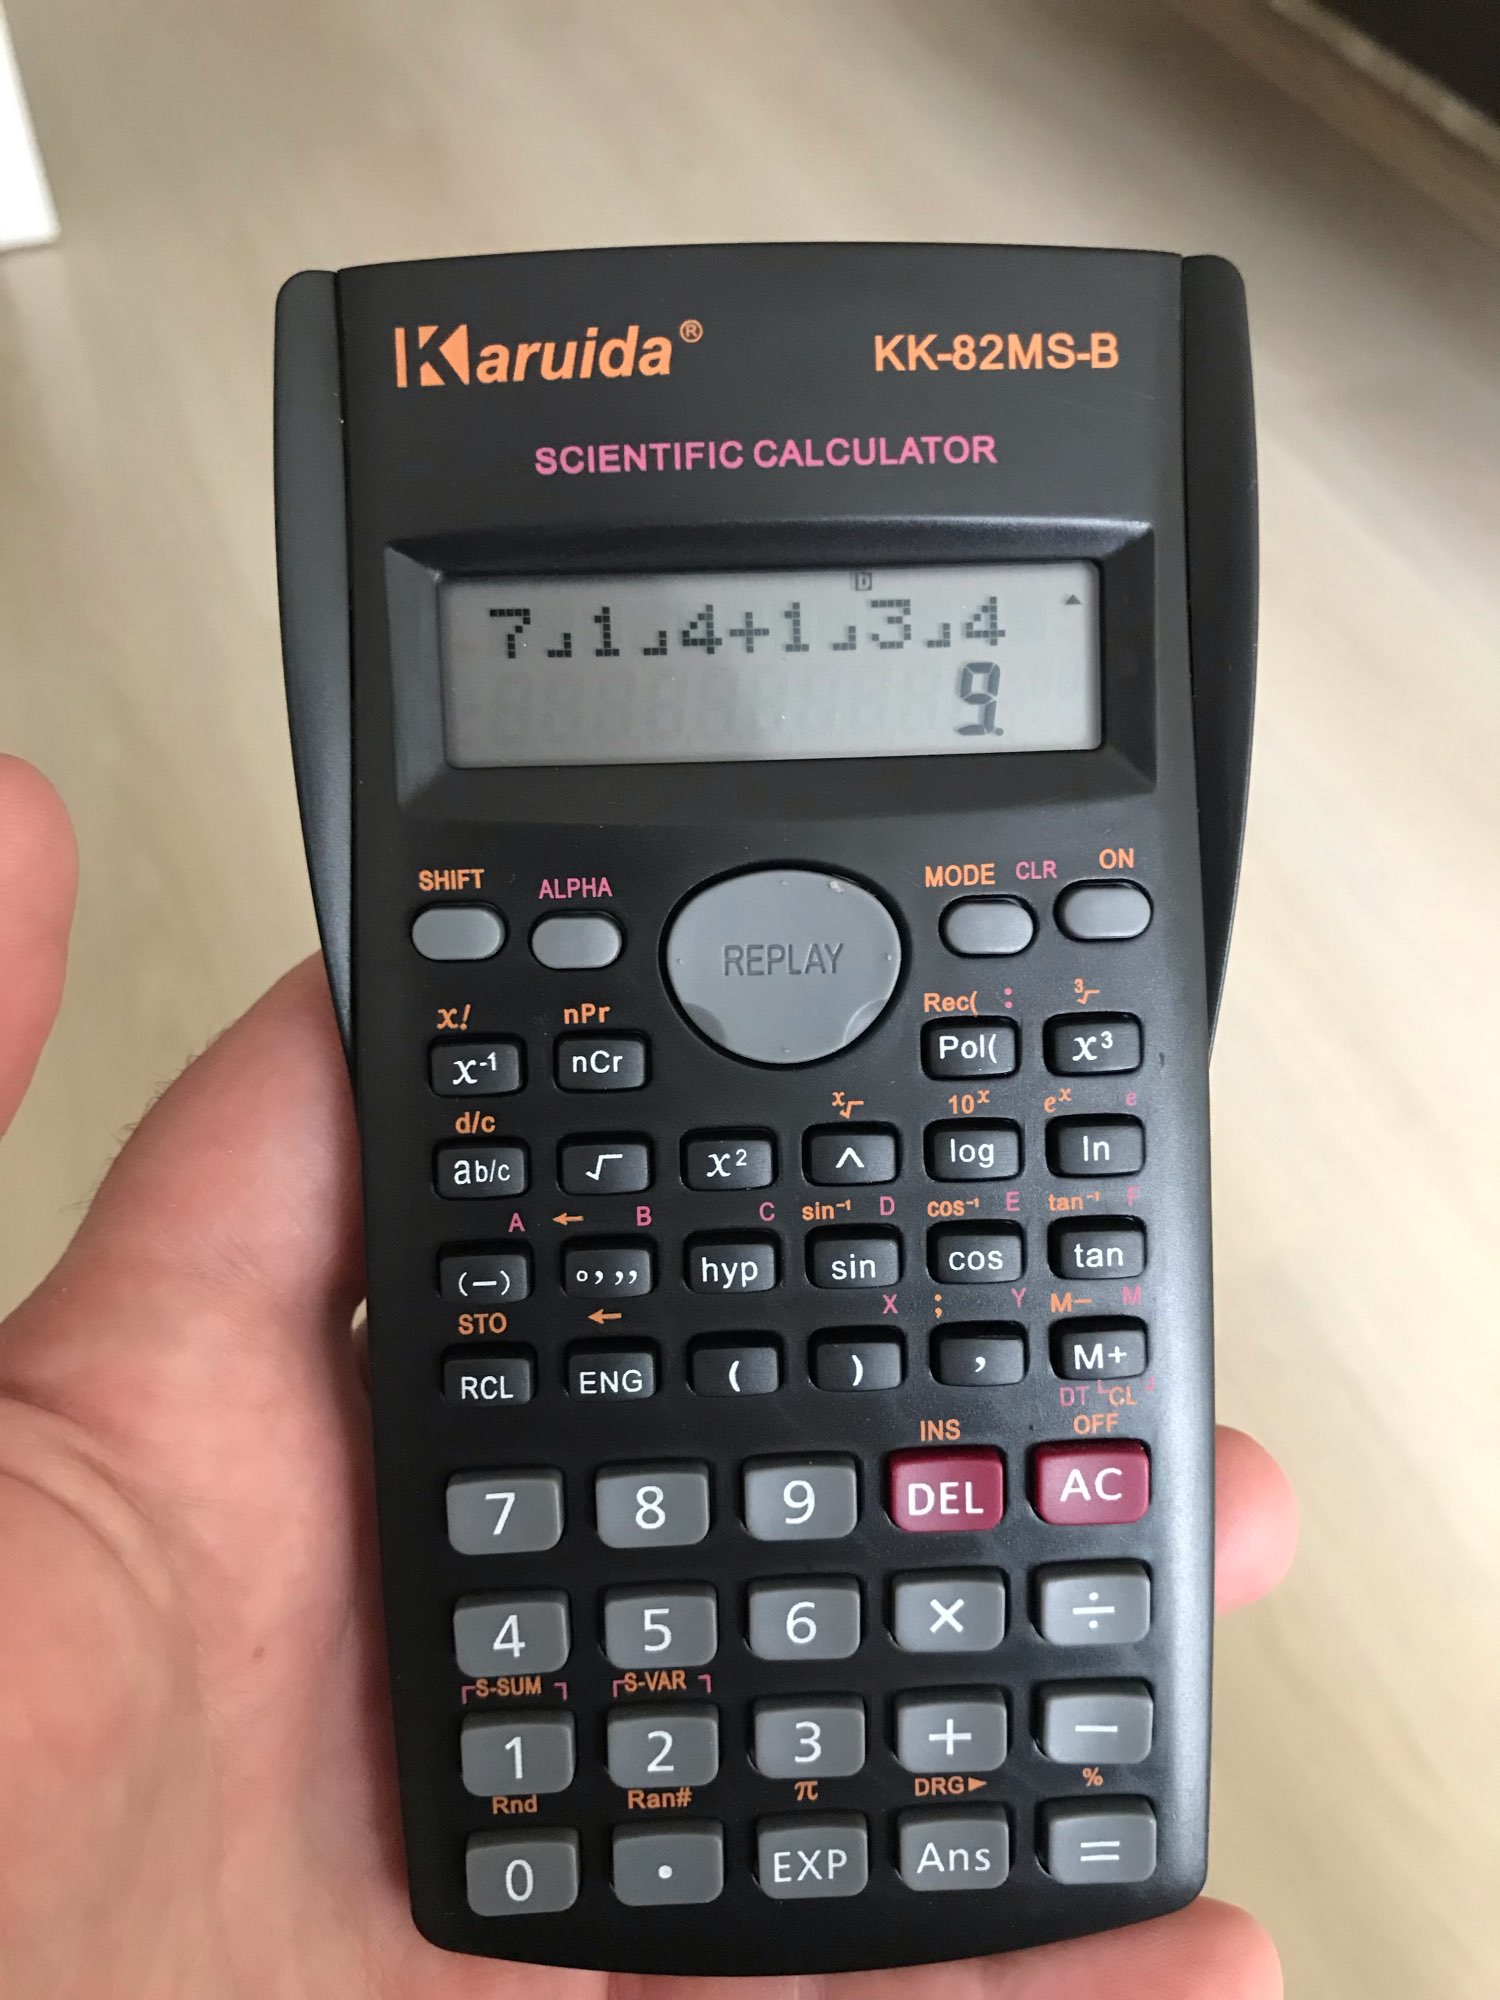 Karuida® KK-82MS-B
SCIENTIFIC CALCULATOR
D
7⌟1⌟4+1⌟3⌟4
9.
SHIFT ALPHA MODE CLR ON
REPLAY
x! nPr Rec( : ³√
x⁻¹ nCr Pol( x³
d/c ˣ√ 10ˣ eˣ e
ab/c √ x² ^ log ln
A ← B C sin⁻¹ D cos⁻¹ E tan⁻¹ F
(−) °,,, hyp sin cos tan
STO ← X ; Y M− M
RCL ENG ( ) , M+
DT CL
INS OFF
7 8 9 DEL AC
4 5 6 × ÷
S-SUM S-VAR
1 2 3 + −
Rnd Ran# π DRG► %
0 . EXP Ans =